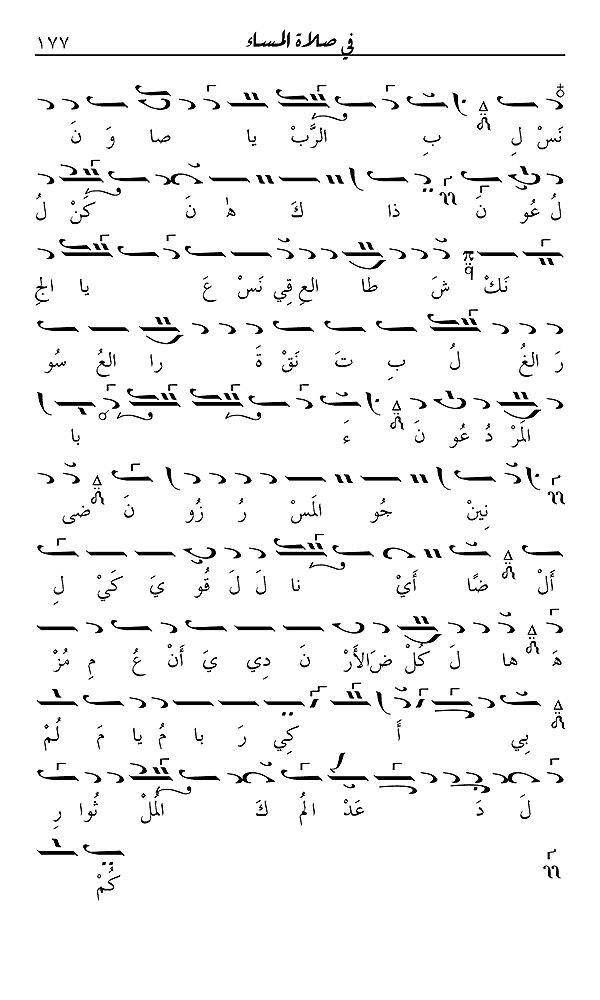 في صلاة المساء ١٧٧
نَسْ لِ بِ الرَّبْ يا صا وَ نَ
لُ عُو نَ ذا كَ هٰ نَ كُنْ لُ
نَكْ شَ طا العِ قِي نَسْ عَ يا الجِ
رَ الغُ لُ بِ تَ نَقْ ةَ را العُ سُو
المَرْ دُ عُو نَ ءَ با
نِينْ جُو المَسْ رُ زُو نَ ضى
أَلْ ضًا أَيْ نا لَ لَ قُو يَ كَيْ لِ
هَ ها لَ كُلْ ضَ الأَرْ نَ دِي يَ أَنْ عُ مِ مُزْ
بِي أَ كِي رَ با مُ يا مَ لُمْ
لَ دَ عَدْ المُ كَ المُلْ ثُوا رِ
كُمْ